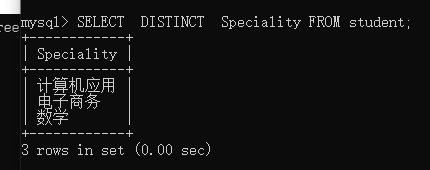 ree
mysql> SELECT  DISTINCT  Speciality FROM student;
+------------+
| Speciality |
+------------+
| 计算机应用 |
| 电子商务   |
| 数学       |
+------------+
3 rows in set (0.00 sec)